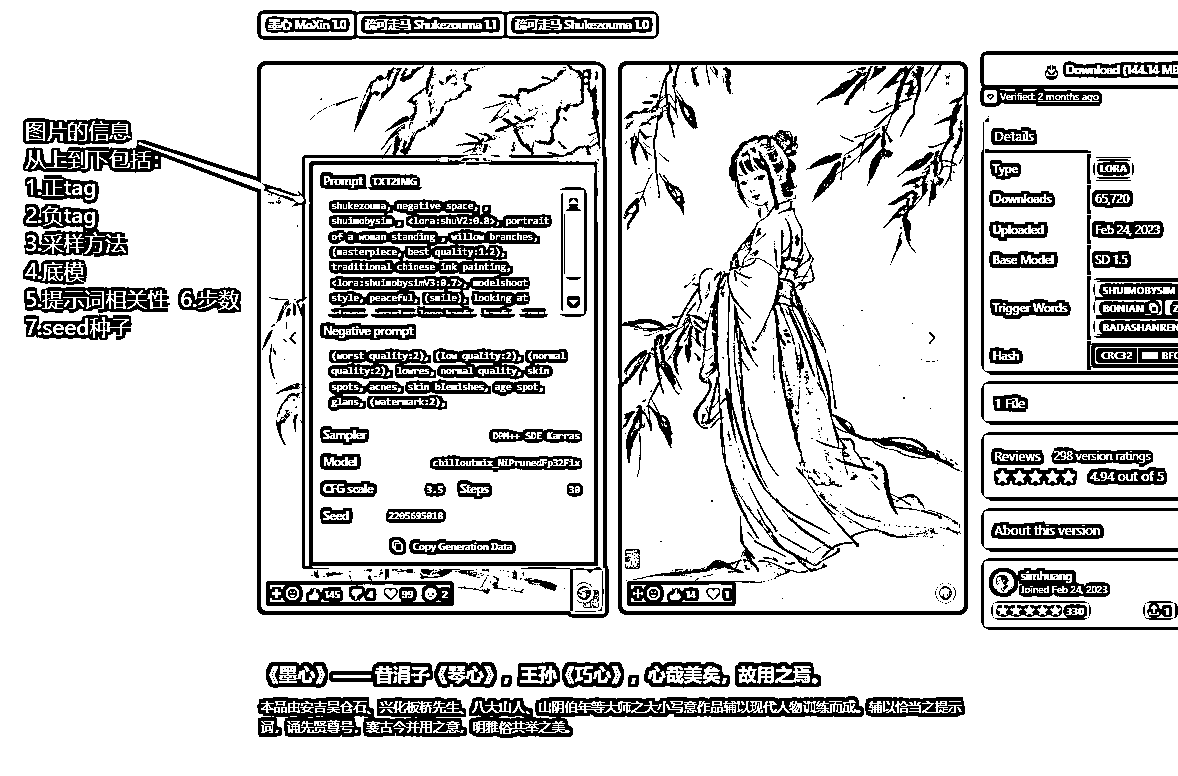 墨心 MoXin 1.0
疏可走马 Shukezouma 1.1
疏可走马 Shukezouma 1.0
图片的信息
从上到下包括：
1.正tag
2.负tag
3.采样方法
4.底模
5.提示词相关性 6.步数
7.seed种子
Prompt TXT2IMG
shukezouma, negative space, ,
shuimobysim , <lora:shuV2:0.8>, portrait
of a woman standing , willow branches,
(masterpiece, best quality:1.2),
traditional chinese ink painting,
<lora:shuimobysimV3:0.7>, modelshoot
style, peaceful, (smile), looking at
Negative prompt
(worst quality:2), (low quality:2), (normal
quality:2), lowres, normal quality, skin
spots, acnes, skin blemishes, age spot,
glans, (watermark:2),
Sampler DPM++ SDE Karras
Model chilloutmix_NiPrunedFp32Fix
CFG scale 3.5 Steps 30
Seed 2205695018
Copy Generation Data
145 4 99 2
14 1
Download (144.14 MB
Verified: 2 months ago
Details
Type LORA
Downloads 65,720
Uploaded Feb 24, 2023
Base Model SD 1.5
Trigger Words SHUIMOBYSIM
BONIAN
BADASHANREN
Hash CRC32
1 File
Reviews 298 version ratings
4.94 out of 5
About this version
simhuang
Joined Feb 24, 2023
330
《墨心》——昔涓子《琴心》，王孙《巧心》，心哉美矣，故用之焉。
本品由安吉吴仓石、兴化板桥先生、八大山人、山阴伯年等大师之大小写意作品辅以现代人物训练而成。辅以恰当之提示
词，诵先贤尊号，袭古今并用之意，明雅俗共举之美。